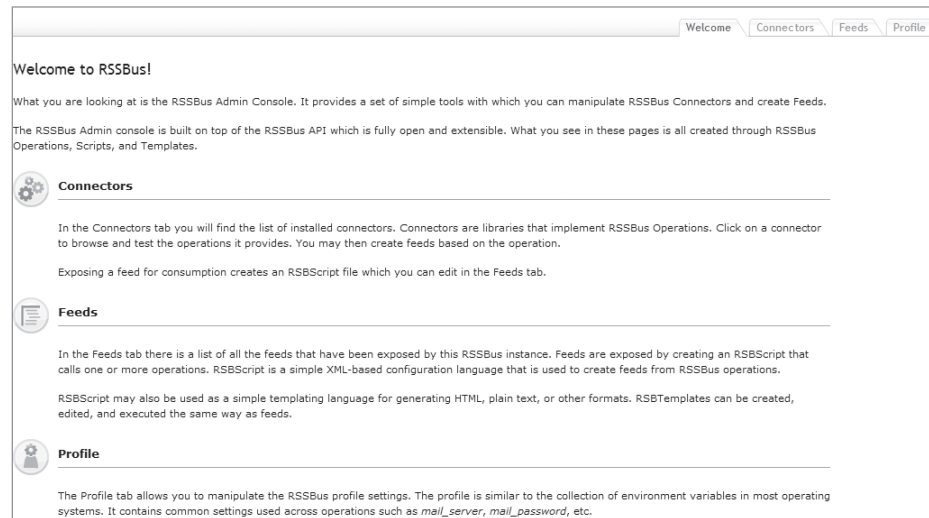 Welcome Connectors Feeds Profile
Welcome to RSSBus!
What you are looking at is the RSSBus Admin Console. It provides a set of simple tools with which you can manipulate RSSBus Connectors and create Feeds.
The RSSBus Admin console is built on top of the RSSBus API which is fully open and extensible. What you see in these pages is all created through RSSBus
Operations, Scripts, and Templates.
Connectors
In the Connectors tab you will find the list of installed connectors. Connectors are libraries that implement RSSBus Operations. Click on a connector
to browse and test the operations it provides. You may then create feeds based on the operation.
Exposing a feed for consumption creates an RSBScript file which you can edit in the Feeds tab.
Feeds
In the Feeds tab there is a list of all the feeds that have been exposed by this RSSBus instance. Feeds are exposed by creating an RSBScript that
calls one or more operations. RSBScript is a simple XML-based configuration language that is used to create feeds from RSSBus operations.
RSBScript may also be used as a simple templating language for generating HTML, plain text, or other formats. RSBTemplates can be created,
edited, and executed the same way as feeds.
Profile
The Profile tab allows you to manipulate the RSSBus profile settings. The profile is similar to the collection of environment variables in most operating
systems. It contains common settings used across operations such as mail_server, mail_password, etc.